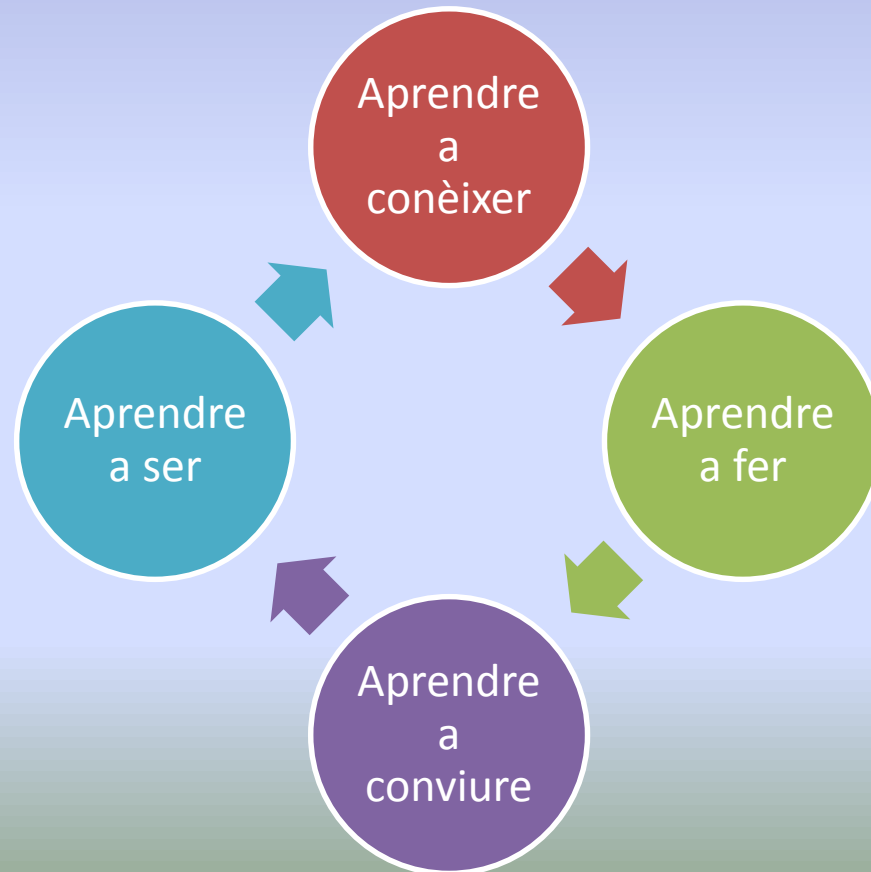 Aprendre
a
conèixer
Aprendre
a fer
Aprendre
a
conviure
Aprendre
a ser